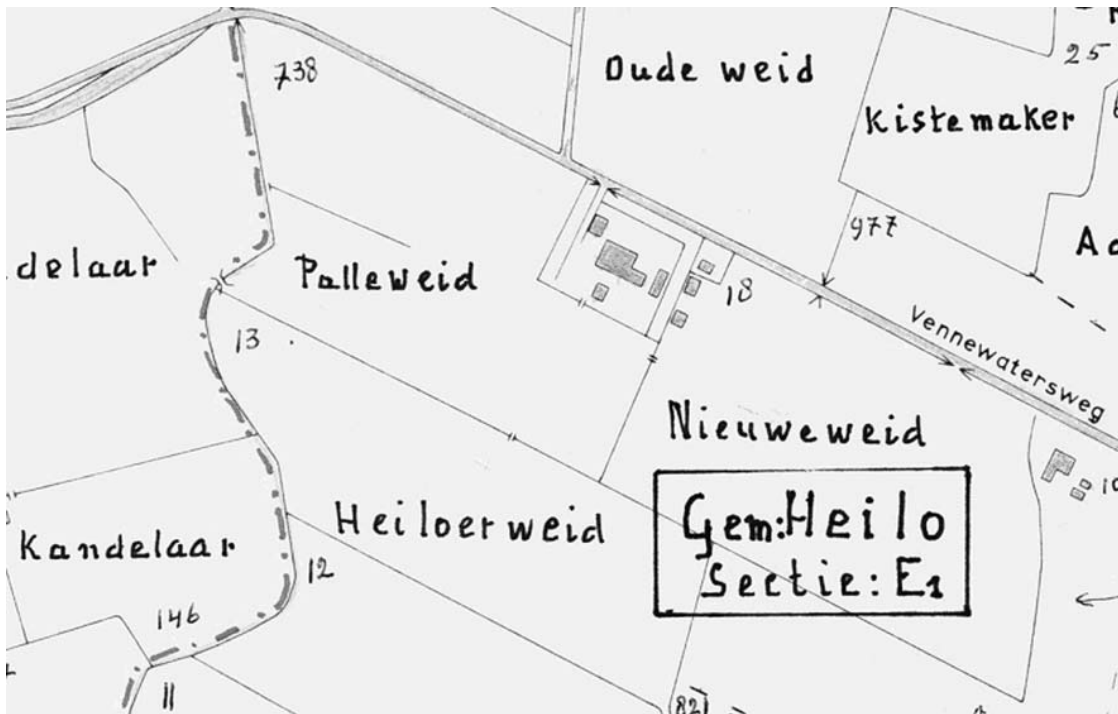 738
Oude weid
25
Kistemaker
977
delaar
Palleweid
18
13
Vennewatersweg
Nieuweweid
Gem: Heilo
Sectie: E1
Heiloerweid
Kandelaar
12
146
11
821